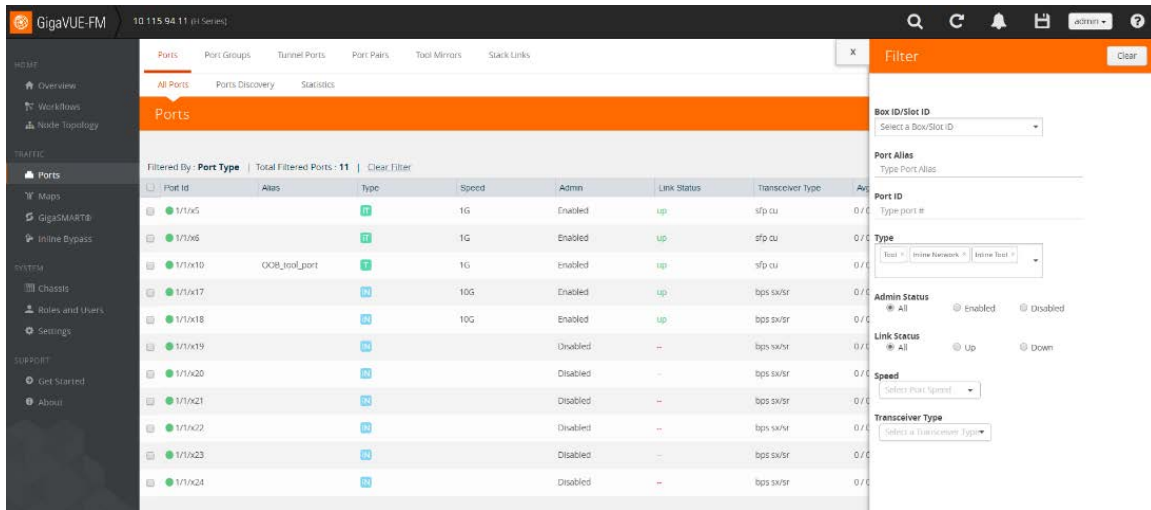 GigaVUE-FM 10.115.94.11 (H Series) admin
HOME
Overview
Workflows
Node Topology
TRAFFIC
Ports
Maps
GigaSMART®
Inline Bypass
SYSTEM
Chassis
Roles and Users
Settings
SUPPORT
Get Started
About
Ports Port Groups Tunnel Ports Port Pairs Tool Mirrors Stack Links
All Ports Ports Discovery Statistics
Ports
Filtered By : Port Type | Total Filtered Ports : 11 | Clear Filter
Port Id Alias Type Speed Admin Link Status Transceiver Type
1/1/x5 IT 1G Enabled up sfp cu
1/1/x6 IT 1G Enabled up sfp cu
1/1/x10 OOB_tool_port T 1G Enabled up sfp cu
1/1/x17 IN 10G Enabled up bps sx/sr
1/1/x18 IN 10G Enabled up bps sx/sr
1/1/x19 IN Disabled -- bps sx/sr
1/1/x20 IN Disabled -- bps sx/sr
1/1/x21 IN Disabled -- bps sx/sr
1/1/x22 IN Disabled -- bps sx/sr
1/1/x23 IN Disabled -- bps sx/sr
1/1/x24 IN Disabled -- bps sx/sr
x Filter Clear
Box ID/Slot ID
Select a Box/Slot ID
Port Alias
Type Port Alias
Port ID
Type port #
Type
Tool × Inline Network × Inline Tool ×
Admin Status
All Enabled Disabled
Link Status
All Up Down
Speed
Select Port Speed
Transceiver Type
Select a Transceiver Type